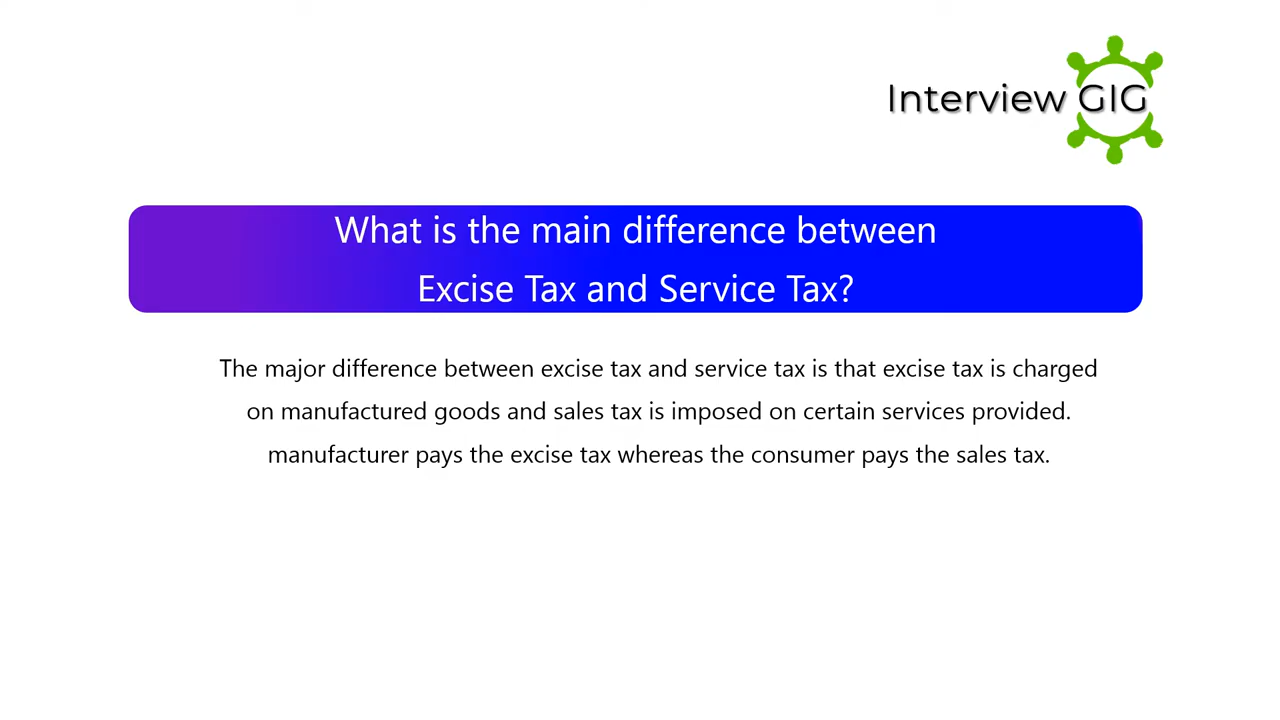 Interview GIG
What is the main difference between
Excise Tax and Service Tax?
The major difference between excise tax and service tax is that excise tax is charged
on manufactured goods and sales tax is imposed on certain services provided.
manufacturer pays the excise tax whereas the consumer pays the sales tax.